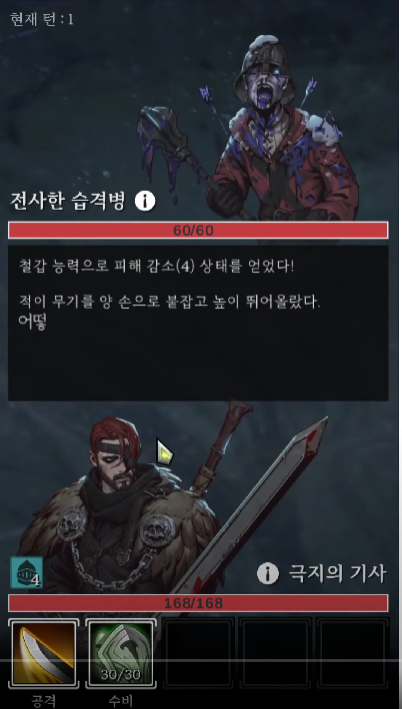 현재 턴 : 1
전사한 습격병 i
60/60
철갑 능력으로 피해 감소(4) 상태를 얻었다!
적이 무기를 양 손으로 붙잡고 높이 뛰어올랐다.
어떻
4
i 극지의 기사
168/168
30/30
공격 수비